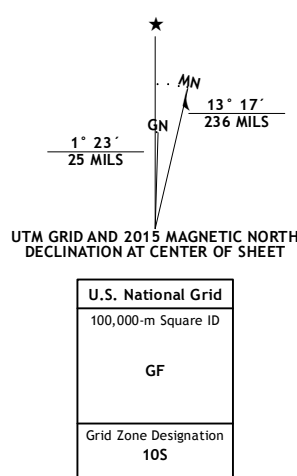 ★
MN
GN
13° 17´
236 MILS
1° 23´
25 MILS
UTM GRID AND 2015 MAGNETIC NORTH
DECLINATION AT CENTER OF SHEET
U.S. National Grid
100,000-m Square ID
GF
Grid Zone Designation
10S